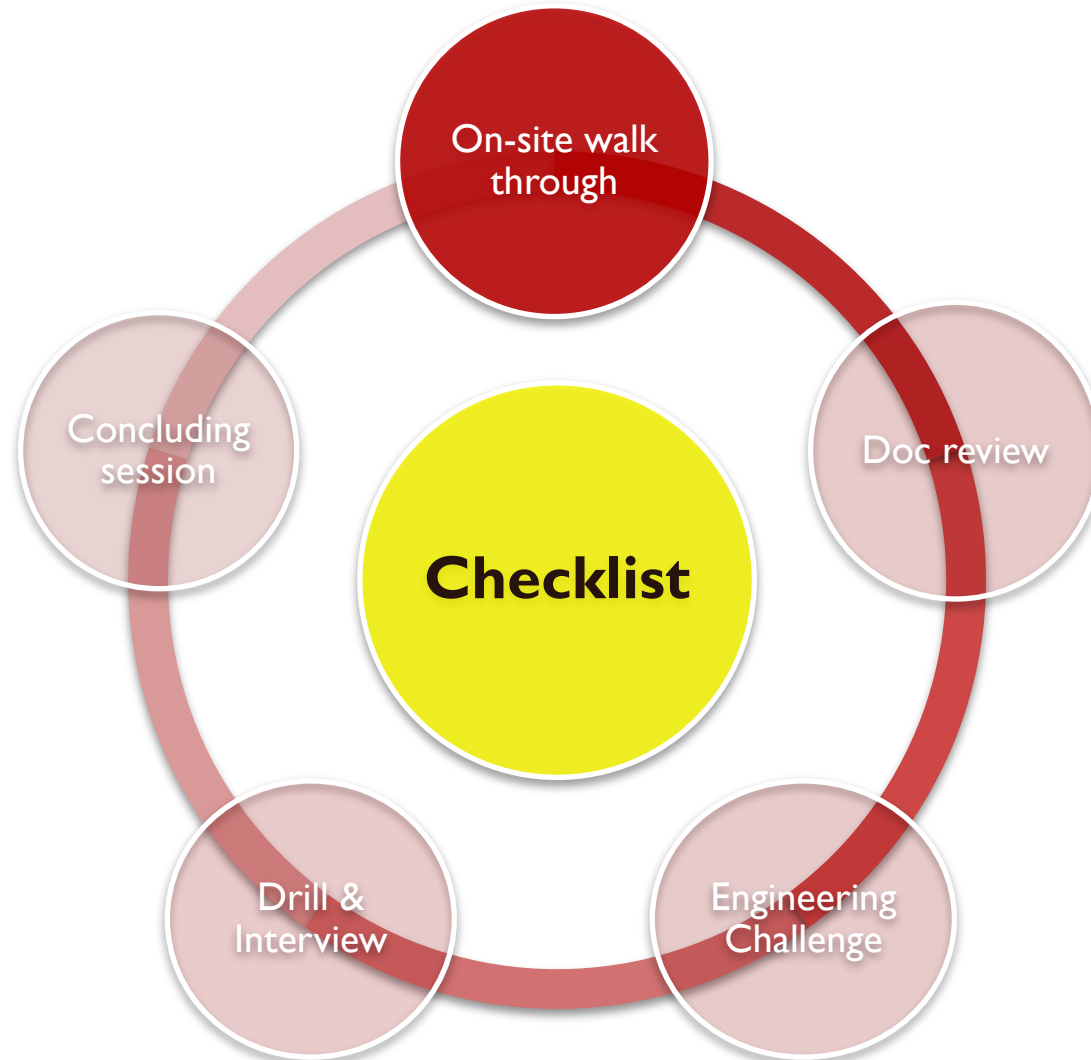 On-site walk
through
Doc review
Concluding
session
Checklist
Engineering
Challenge
Drill &
Interview